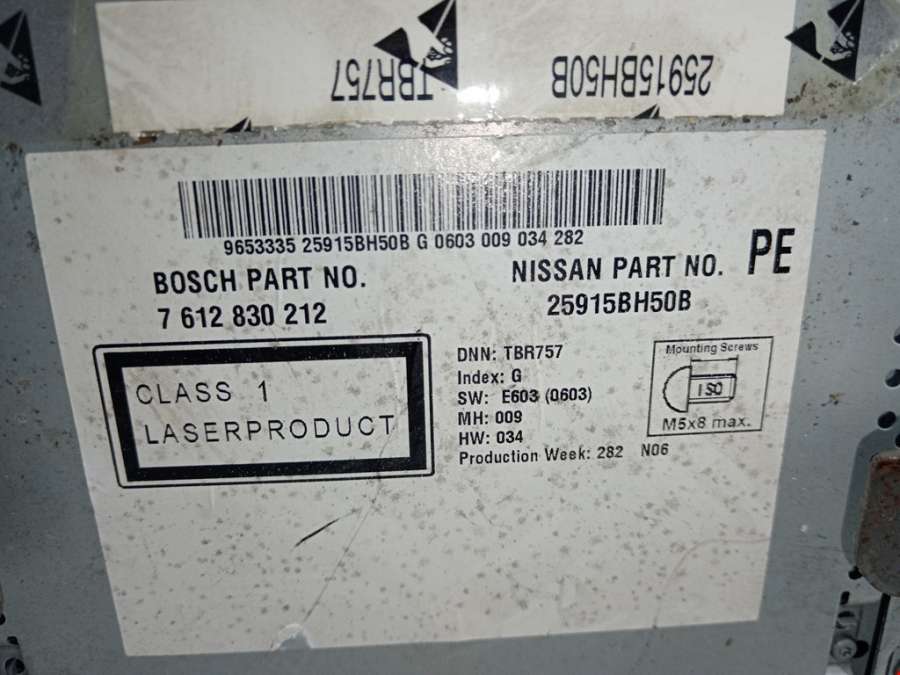 TBR757
25915BH50B
9653335 25915BH50B G 0603 009 034 282
BOSCH PART NO.
7 612 830 212
NISSAN PART NO.
25915BH50B
PE
CLASS 1
LASERPRODUCT
DNN: TBR757
Index: G
SW: E603 (0603)
MH: 009
HW: 034
Production Week: 282 N06
Mounting Screws
ISO
M5x8 max.